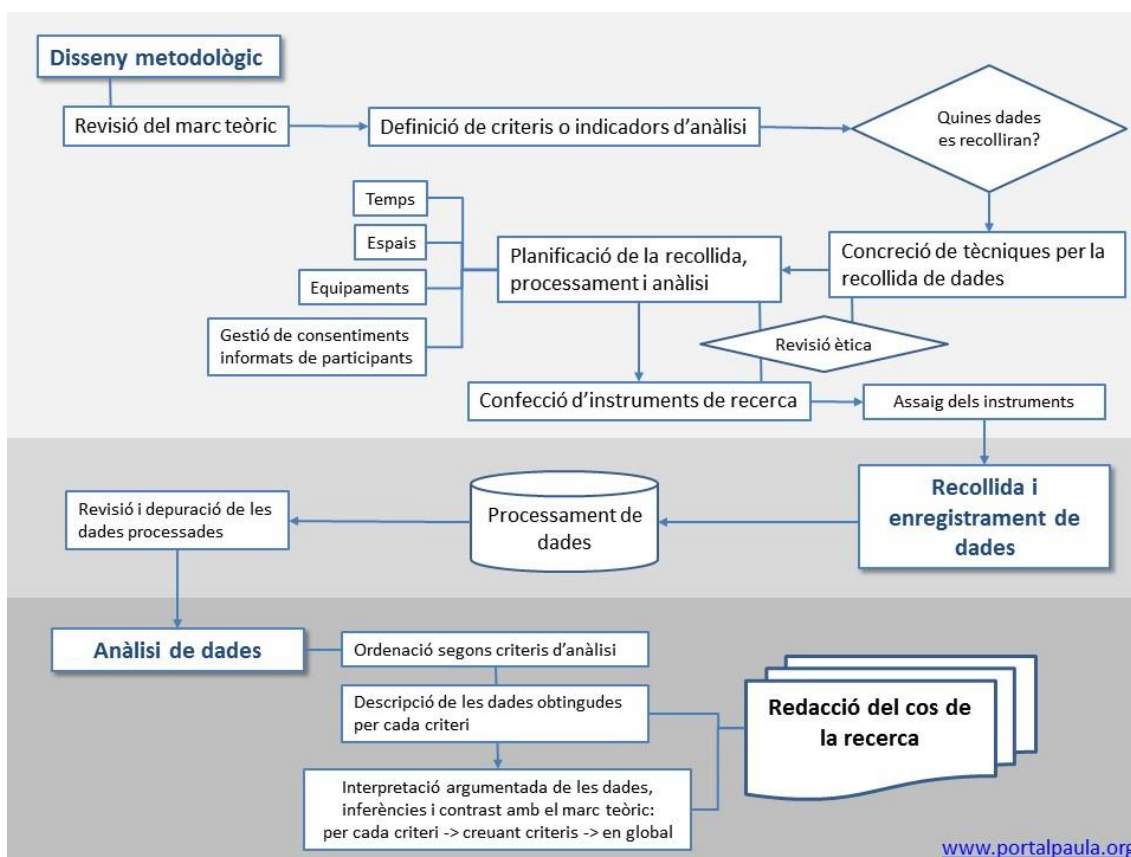 Disseny metodològic
Revisió del marc teòric
Definició de criteris o indicadors d'anàlisi
Quines dades
es recolliran?
Concreció de tècniques per la
recollida de dades
Planificació de la recollida,
processament i anàlisi
Temps
Espais
Equipaments
Gestió de consentiments
informats de participants
Revisió ètica
Confecció d'instruments de recerca
Assaig dels instruments
Recollida i
enregistrament de
dades
Processament de
dades
Revisió i depuració de les
dades processades
Anàlisi de dades
Ordenació segons criteris d'anàlisi
Descripció de les dades obtingudes
per cada criteri
Interpretació argumentada de les dades,
inferències i contrast amb el marc teòric:
per cada criteri -> creuant criteris -> en global
Redacció del cos de
la recerca
www.portalpaula.org